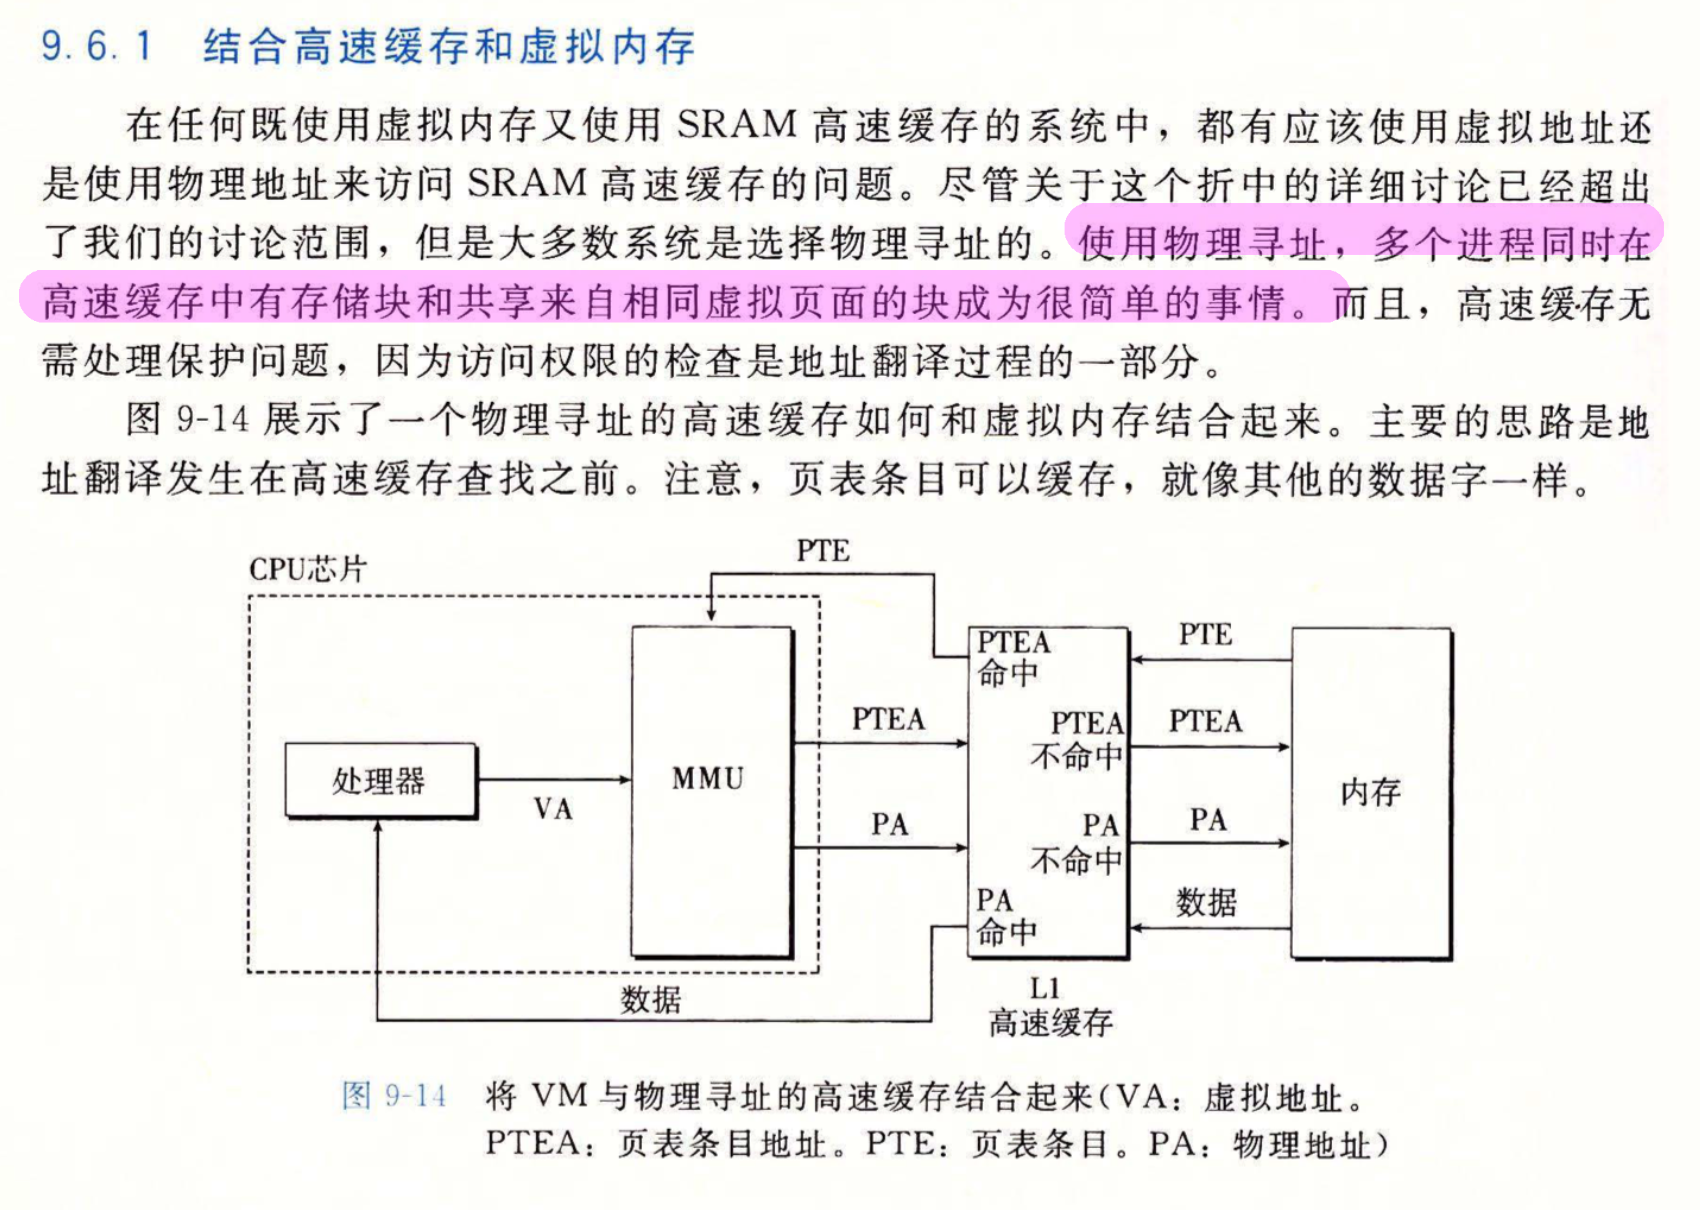 9.6.1 结合高速缓存和虚拟内存
在任何既使用虚拟内存又使用 SRAM 高速缓存的系统中，都有应该使用虚拟地址还
是使用物理地址来访问 SRAM 高速缓存的问题。尽管关于这个折中的详细讨论已经超出
了我们的讨论范围，但是大多数系统是选择物理寻址的。使用物理寻址，多个进程同时在
高速缓存中有存储块和共享来自相同虚拟页面的块成为很简单的事情。而且，高速缓存无
需处理保护问题，因为访问权限的检查是地址翻译过程的一部分。
图 9-14 展示了一个物理寻址的高速缓存如何和虚拟内存结合起来。主要的思路是地
址翻译发生在高速缓存查找之前。注意，页表条目可以缓存，就像其他的数据字一样。
CPU芯片
PTE
处理器
VA
MMU
PTEA
PA
PTEA
命中
PTEA
不命中
PA
不命中
PA
命中
L1
高速缓存
PTE
PTEA
PA
数据
内存
数据
图 9-14 将 VM 与物理寻址的高速缓存结合起来(VA：虚拟地址。
PTEA：页表条目地址。PTE：页表条目。PA：物理地址)